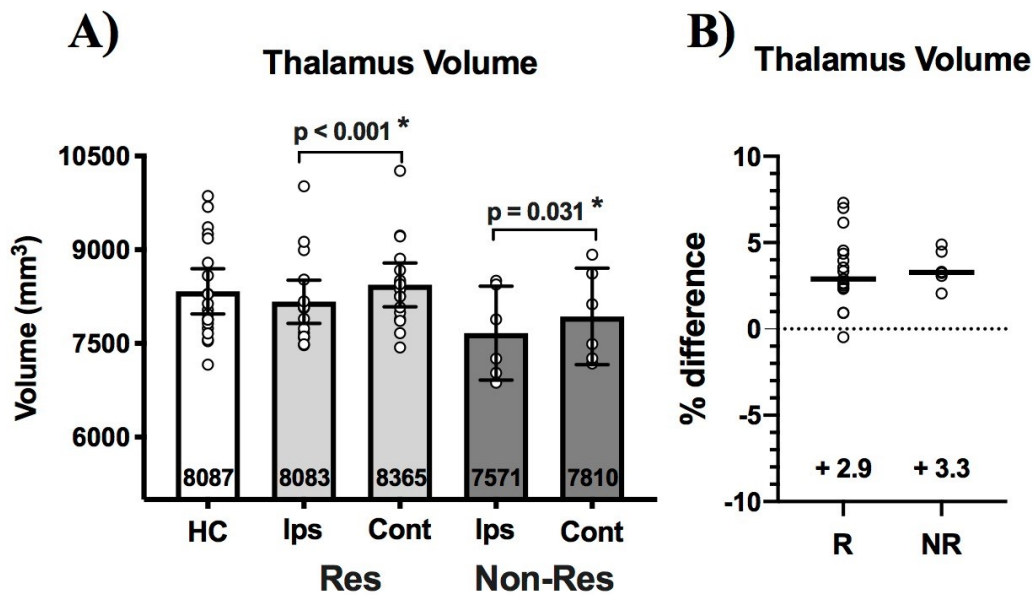 A)
Thalamus Volume
p < 0.001 *
p = 0.031 *
Volume (mm³)
10500
9000
7500
6000
8087 8083 8365 7571 7810
HC Ips Cont Ips Cont
Res Non-Res
B)
Thalamus Volume
% difference
10
5
0
-5
-10
+ 2.9 + 3.3
R NR